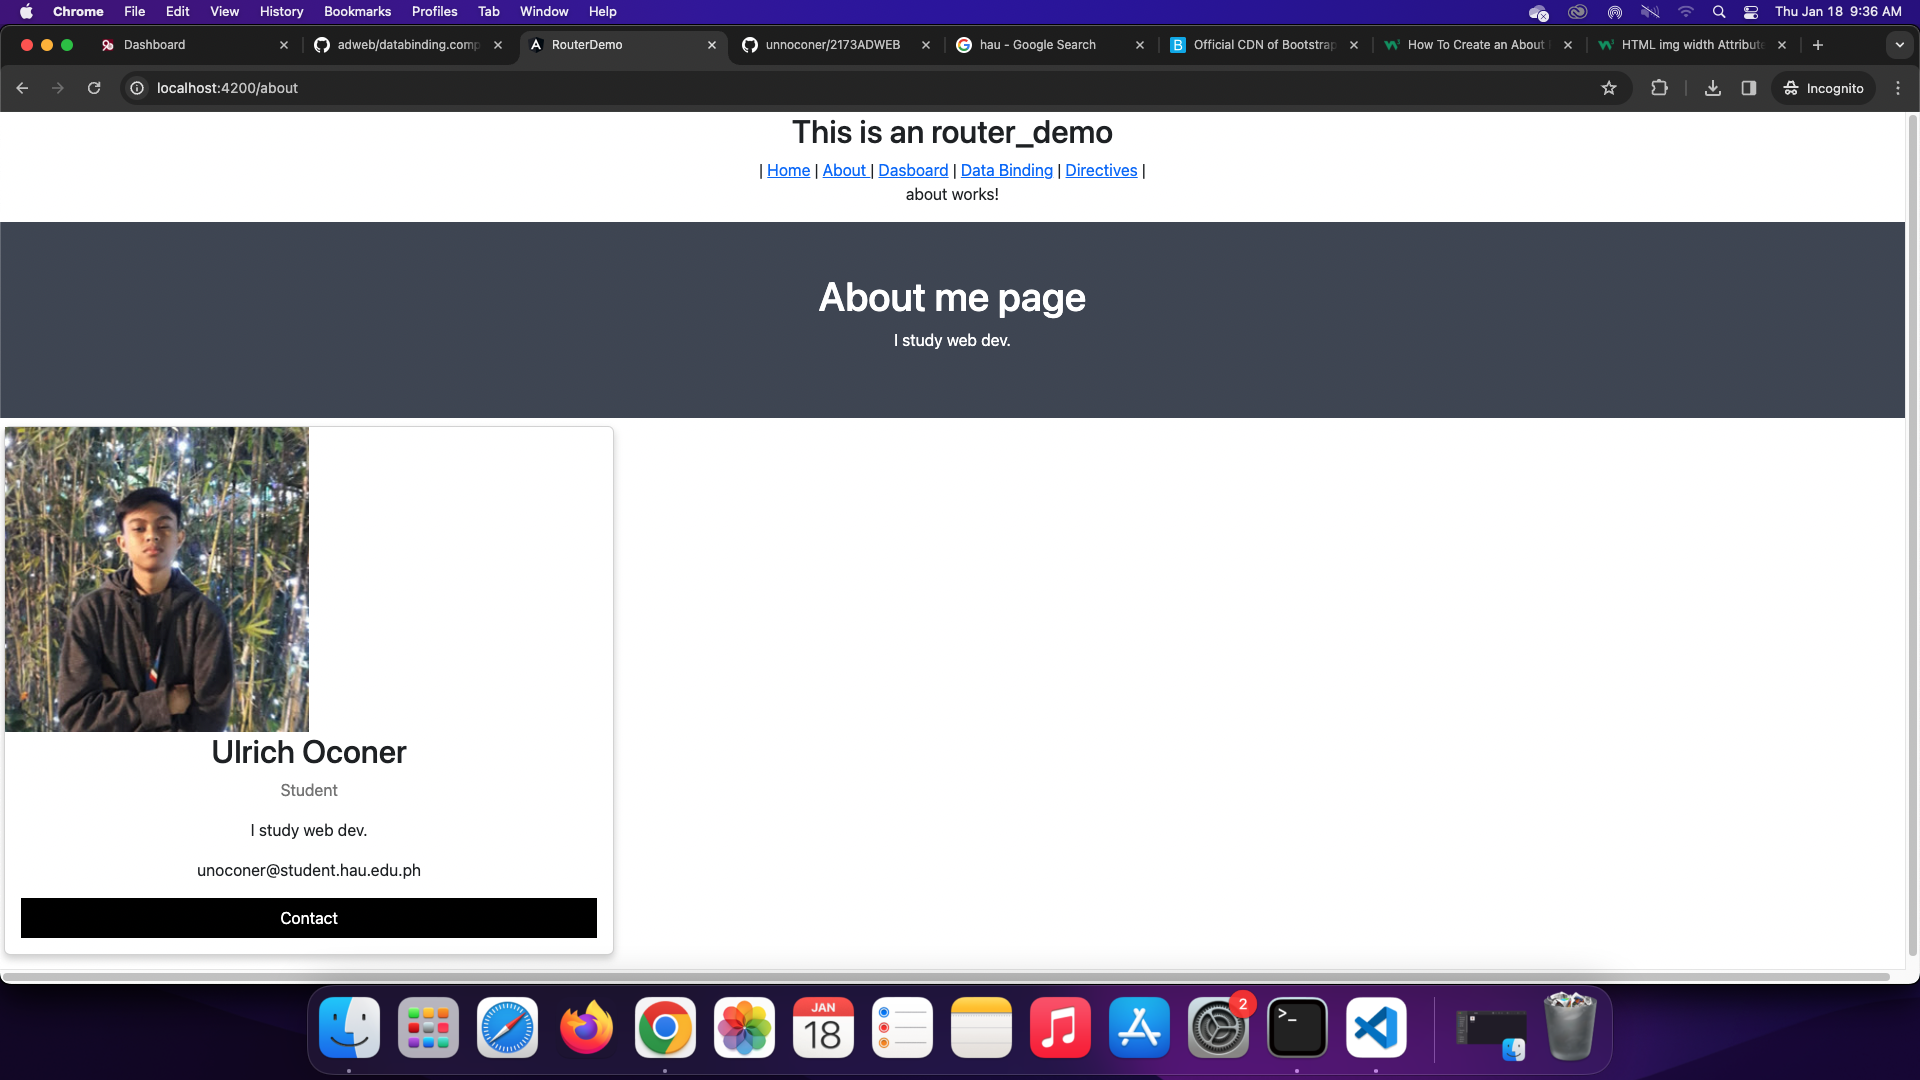 Chrome File Edit View History Bookmarks Profiles Tab Window Help Thu Jan 18 9:36 AM
Dashboard adweb/databinding.comp RouterDemo unnoconer/2173ADWEB hau - Google Search Official CDN of Bootstrap How To Create an About HTML img width Attribute
localhost:4200/about Incognito
This is an router_demo
| Home | About | Dasboard | Data Binding | Directives |
about works!
About me page
I study web dev.
Ulrich Oconer
Student
I study web dev.
unoconer@student.hau.edu.ph
Contact
2
JAN
18